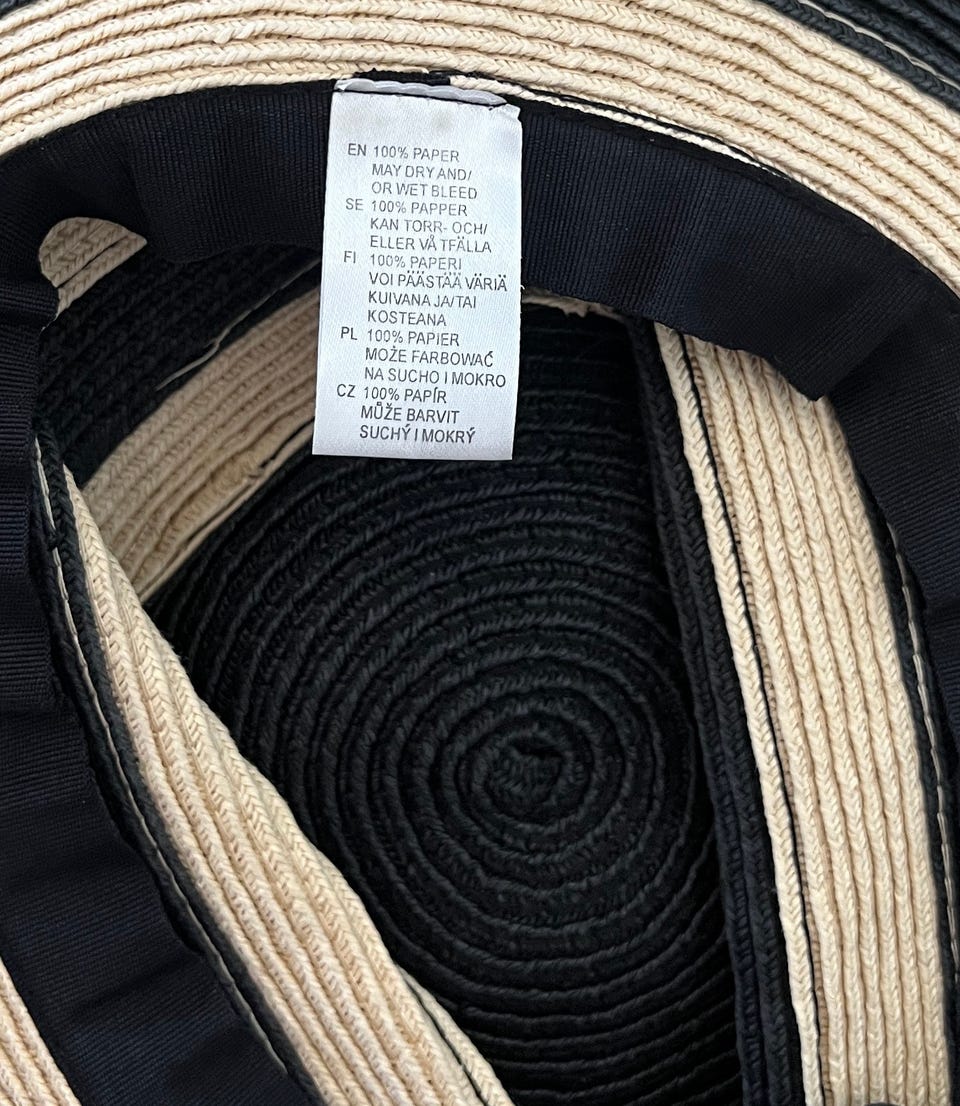 EN 100% PAPER
MAY DRY AND/
OR WET BLEED
SE 100% PAPPER
KAN TORR- OCH/
ELLER VÅ TFÄLLA
FI 100% PAPERI
VOI PÄÄSTÄÄ VÄRIÄ
KUIVANA JA/TAI
KOSTEANA
PL 100% PAPIER
MOŻE FARBOWAĆ
NA SUCHO I MOKRO
CZ 100% PAPÍR
MŮŽE BARVIT
SUCHÝ I MOKRÝ